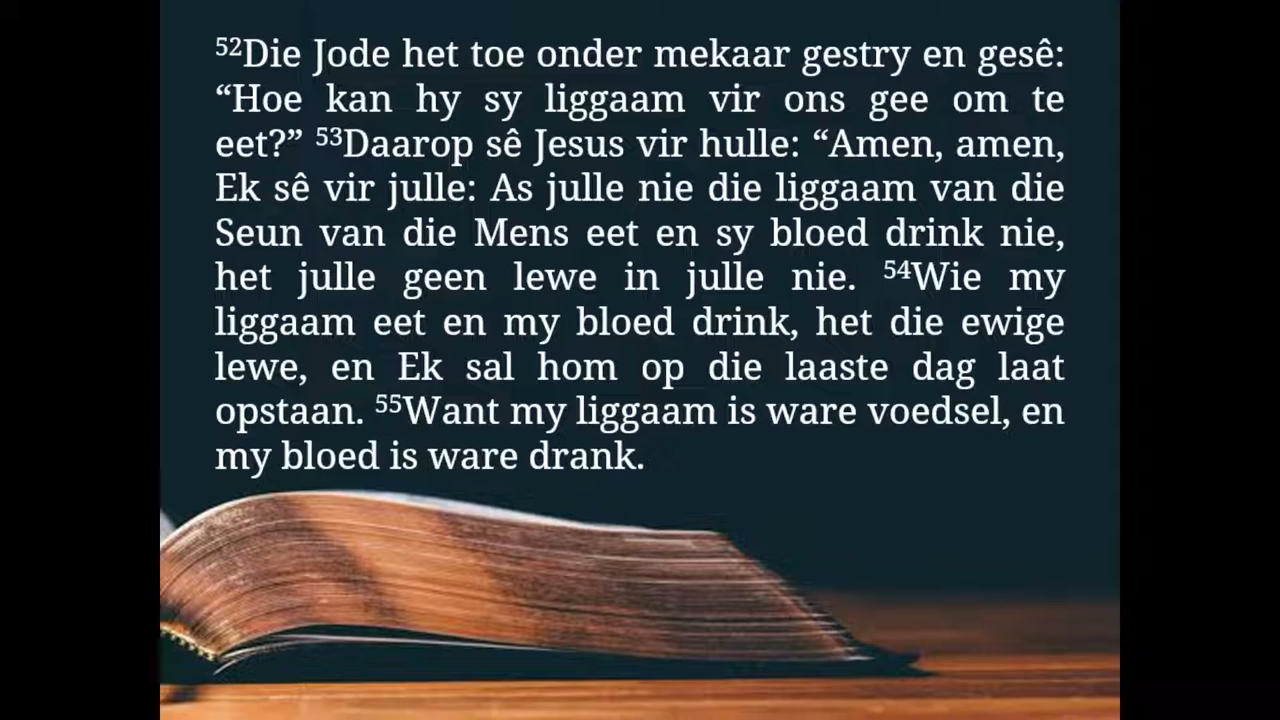 ⁵²Die Jode het toe onder mekaar gestry en gesê:
“Hoe kan hy sy liggaam vir ons gee om te
eet?” ⁵³Daarop sê Jesus vir hulle: “Amen, amen,
Ek sê vir julle: As julle nie die liggaam van die
Seun van die Mens eet en sy bloed drink nie,
het julle geen lewe in julle nie. ⁵⁴Wie my
liggaam eet en my bloed drink, het die ewige
lewe, en Ek sal hom op die laaste dag laat
opstaan. ⁵⁵Want my liggaam is ware voedsel, en
my bloed is ware drank.